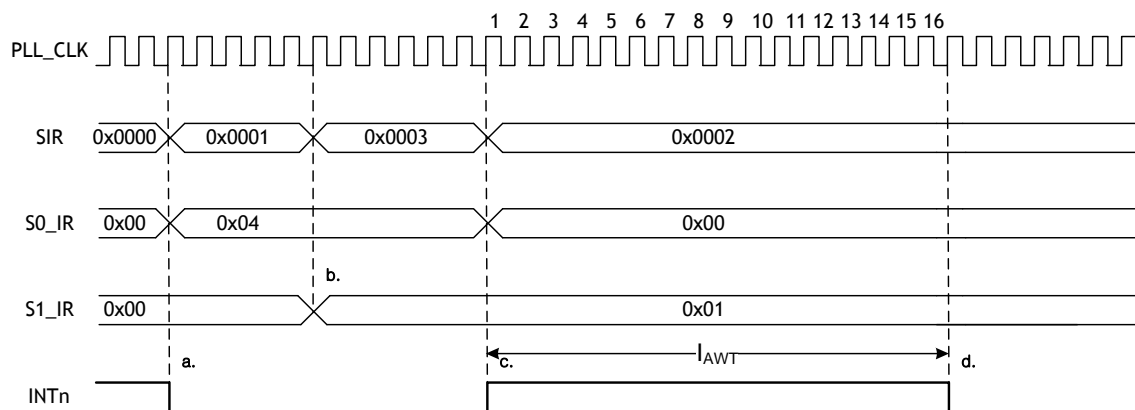 1 2 3 4 5 6 7 8 9 10 11 12 13 14 15 16
PLL_CLK
SIR 0x0000 0x0001 0x0003 0x0002
S0_IR 0x00 0x04 0x00
b.
S1_IR 0x00 0x01
a. c. IAWT d.
INTn